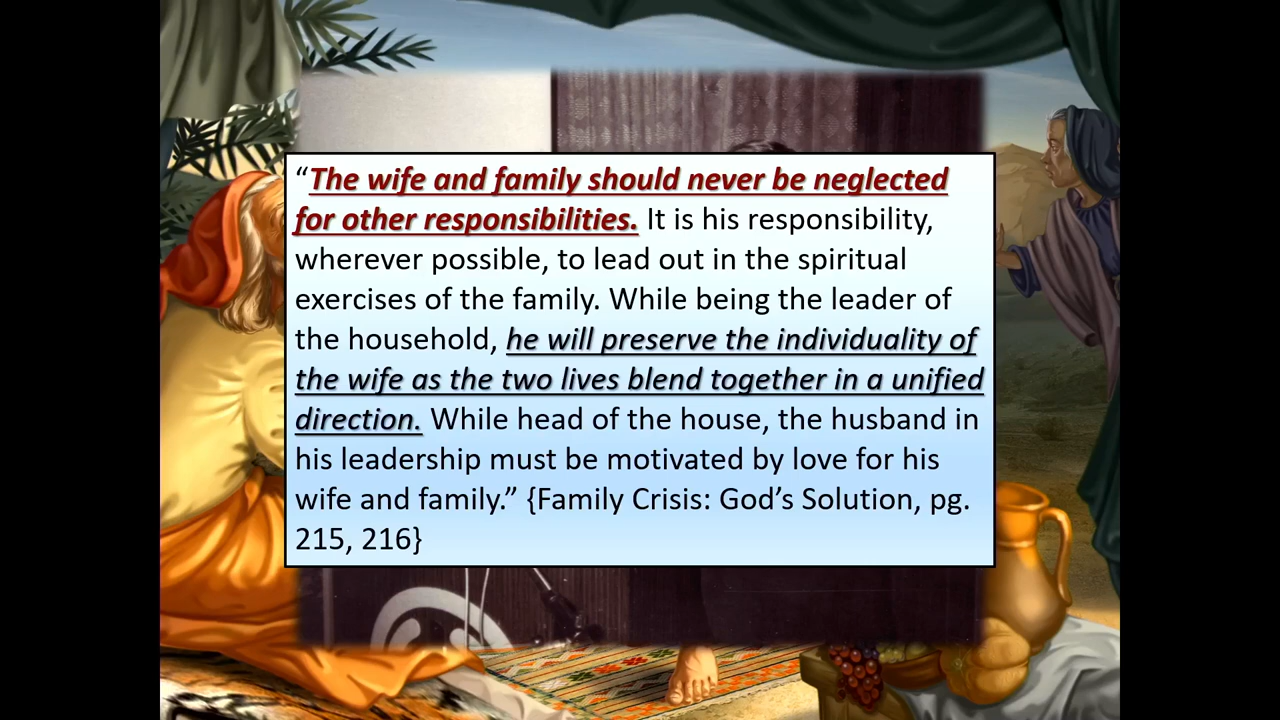 “The wife and family should never be neglected
for other responsibilities. It is his responsibility,
wherever possible, to lead out in the spiritual
exercises of the family. While being the leader of
the household, he will preserve the individuality of
the wife as the two lives blend together in a unified
direction. While head of the house, the husband in
his leadership must be motivated by love for his
wife and family.” {Family Crisis: God’s Solution, pg.
215, 216}